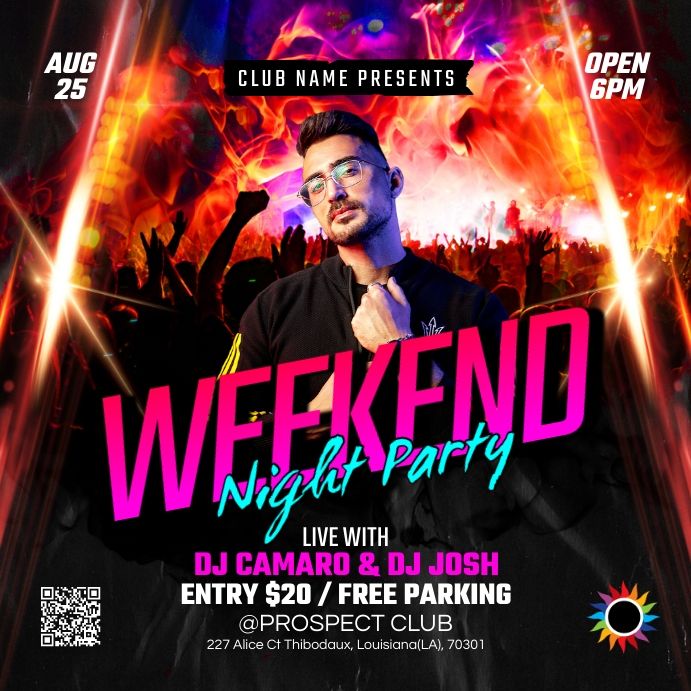 AUG
25
CLUB NAME PRESENTS
OPEN
6PM
WEEKEND
Night Party
LIVE WITH
DJ CAMARO & DJ JOSH
ENTRY $20 / FREE PARKING
@PROSPECT CLUB
227 Alice Ct Thibodaux, Louisiana(LA), 70301